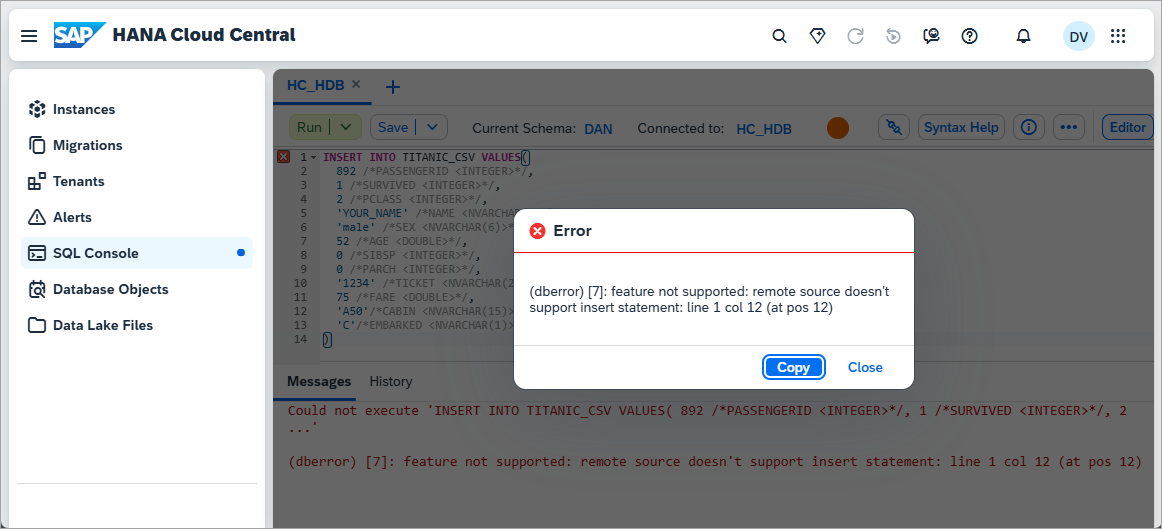 SAP HANA Cloud Central
DV
Instances
Migrations
Tenants
Alerts
SQL Console
Database Objects
Data Lake Files
HC_HDB
Run
Save
Current Schema: DAN
Connected to: HC_HDB
Syntax Help
Editor
1 INSERT INTO TITANIC_CSV VALUES(
2 892 /*PASSENGERID <INTEGER>*/,
3 1 /*SURVIVED <INTEGER>*/,
4 2 /*PCLASS <INTEGER>*/,
5 'YOUR_NAME' /*NAME <NVARCHA
6 'male' /*SEX <NVARCHAR(6)>*
7 52 /*AGE <DOUBLE>*/,
8 0 /*SIBSP <INTEGER>*/,
9 0 /*PARCH <INTEGER>*/,
10 '1234' /*TICKET <NVARCHAR(2
11 75 /*FARE <DOUBLE>*/,
12 'A50'/*CABIN <NVARCHAR(15)>
13 'C'/*EMBARKED <NVARCHAR(1)>
14 )
Error
(dberror) [7]: feature not supported: remote source doesn't
support insert statement: line 1 col 12 (at pos 12)
Copy
Close
Messages
History
Could not execute 'INSERT INTO TITANIC_CSV VALUES( 892 /*PASSENGERID <INTEGER>*/, 1 /*SURVIVED <INTEGER>*/, 2
...'
(dberror) [7]: feature not supported: remote source doesn't support insert statement: line 1 col 12 (at pos 12)